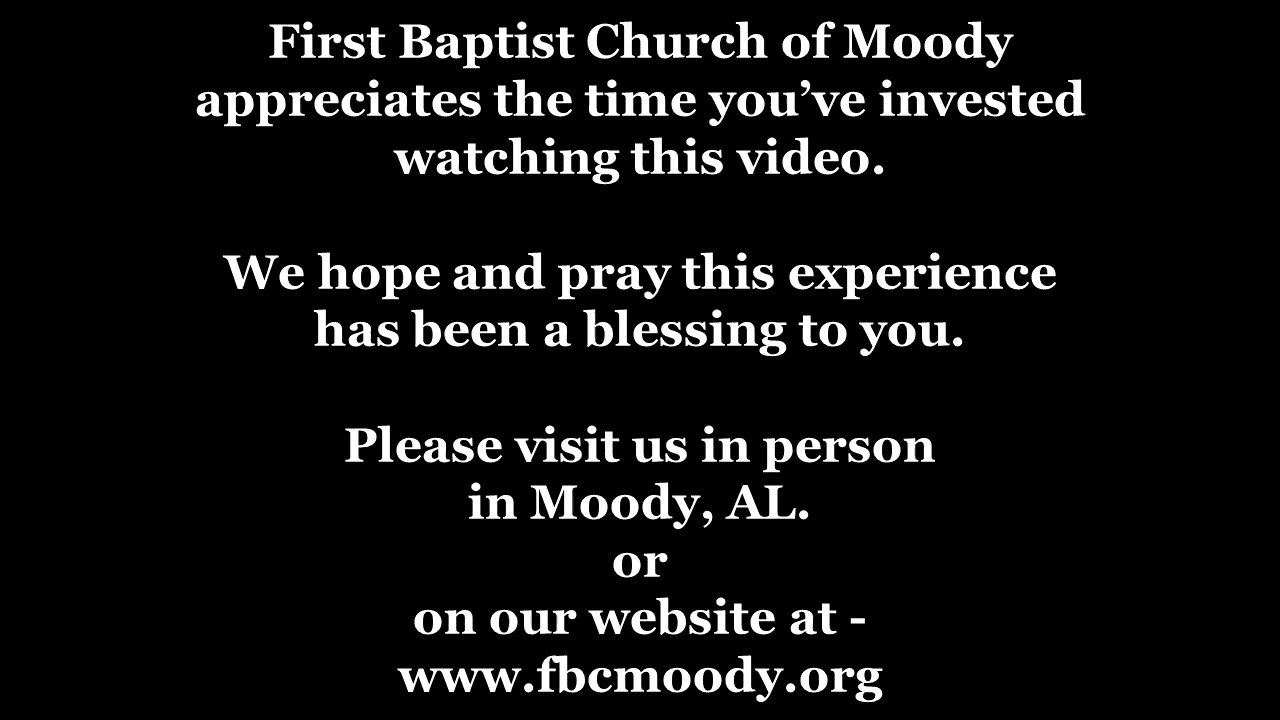 First Baptist Church of Moody
appreciates the time you’ve invested
watching this video.
We hope and pray this experience
has been a blessing to you.
Please visit us in person
in Moody, AL.
or
on our website at -
www.fbcmoody.org